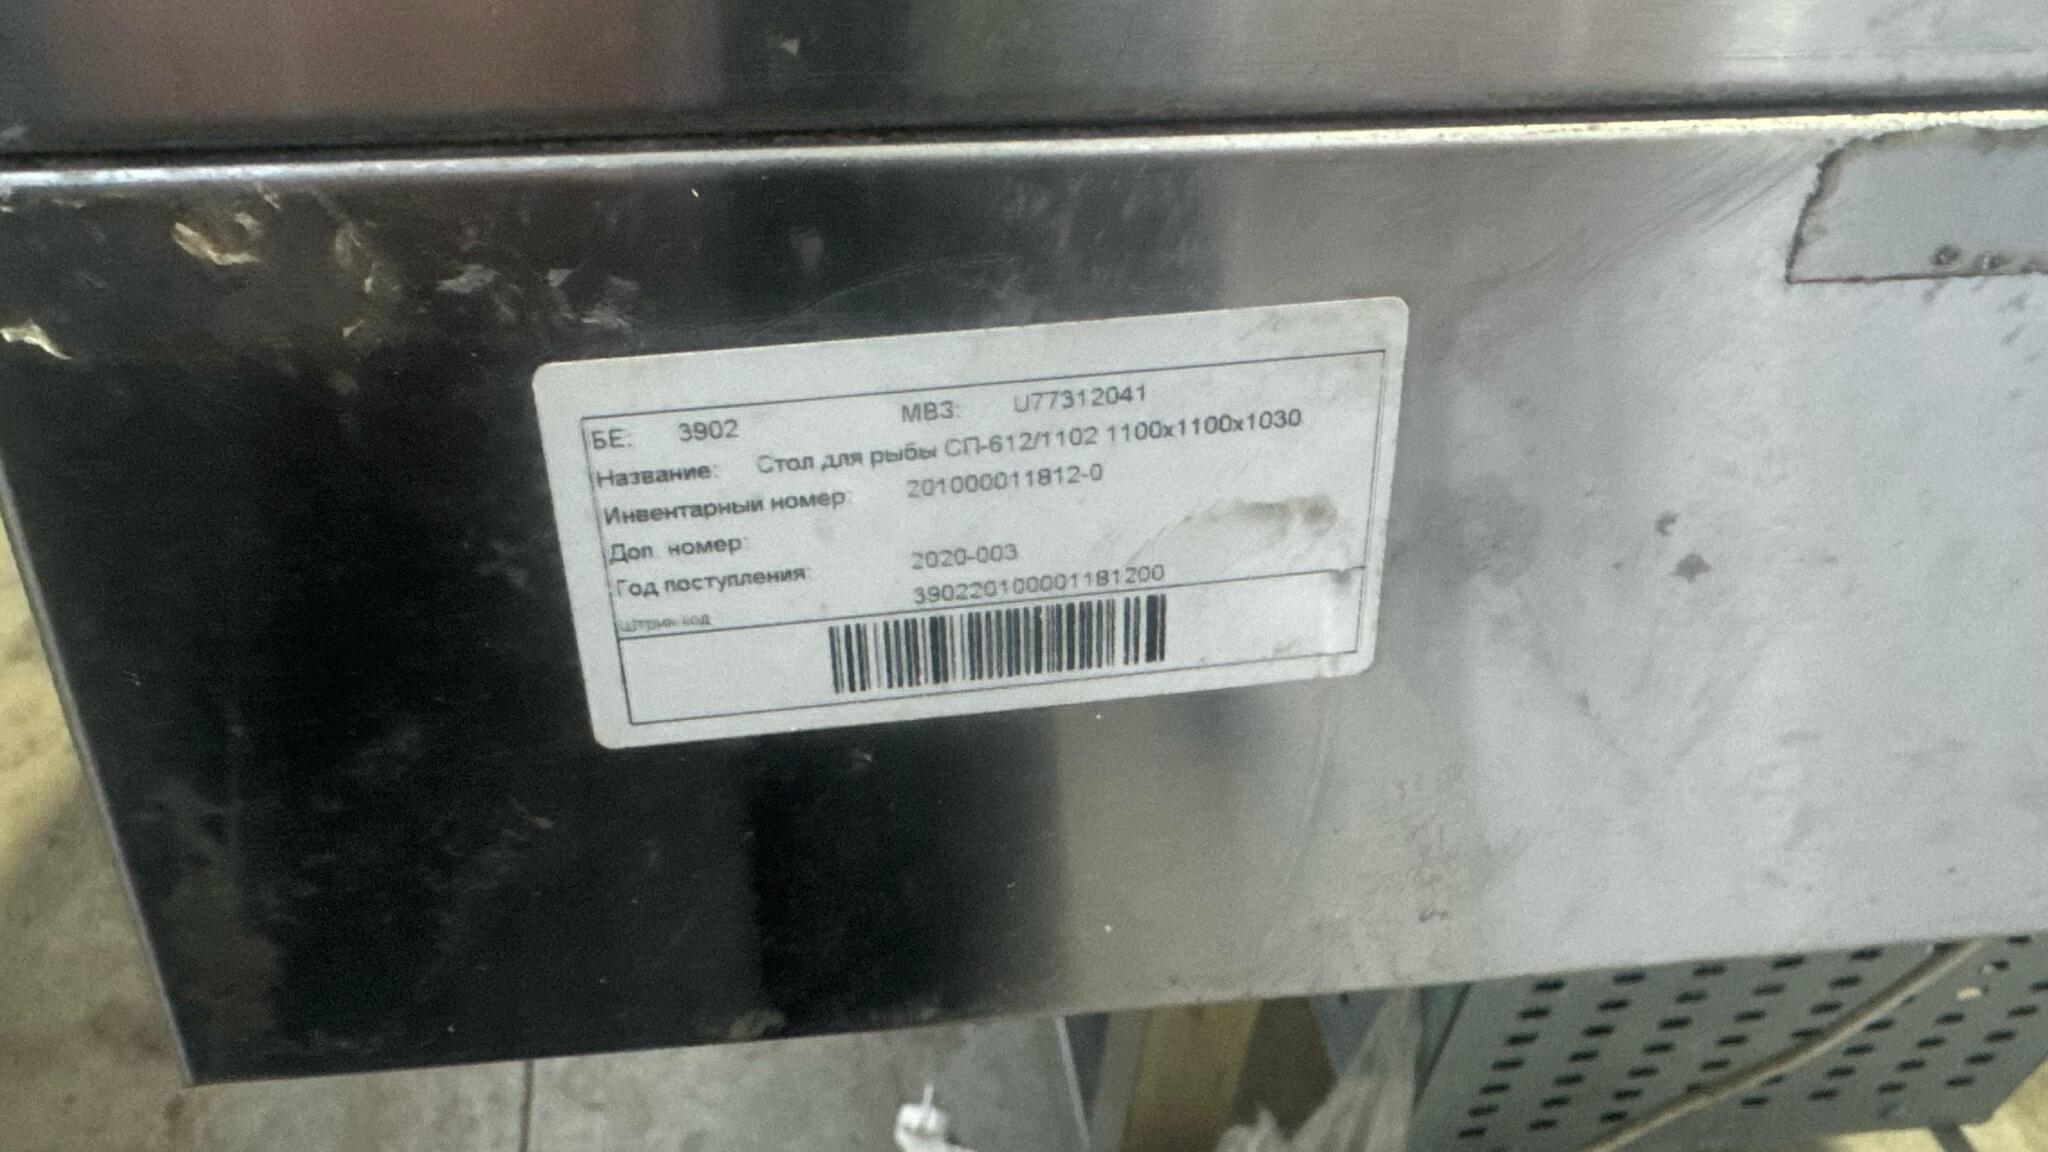 БЕ: 3902 МВЗ: U77312041
Название: Стол для рыбы СП-612/1102 1100x1100x1030
Инвентарный номер: 201000011812-0
Доп. номер:
Год поступления: 2020-003
Штрих код 390220100001181200